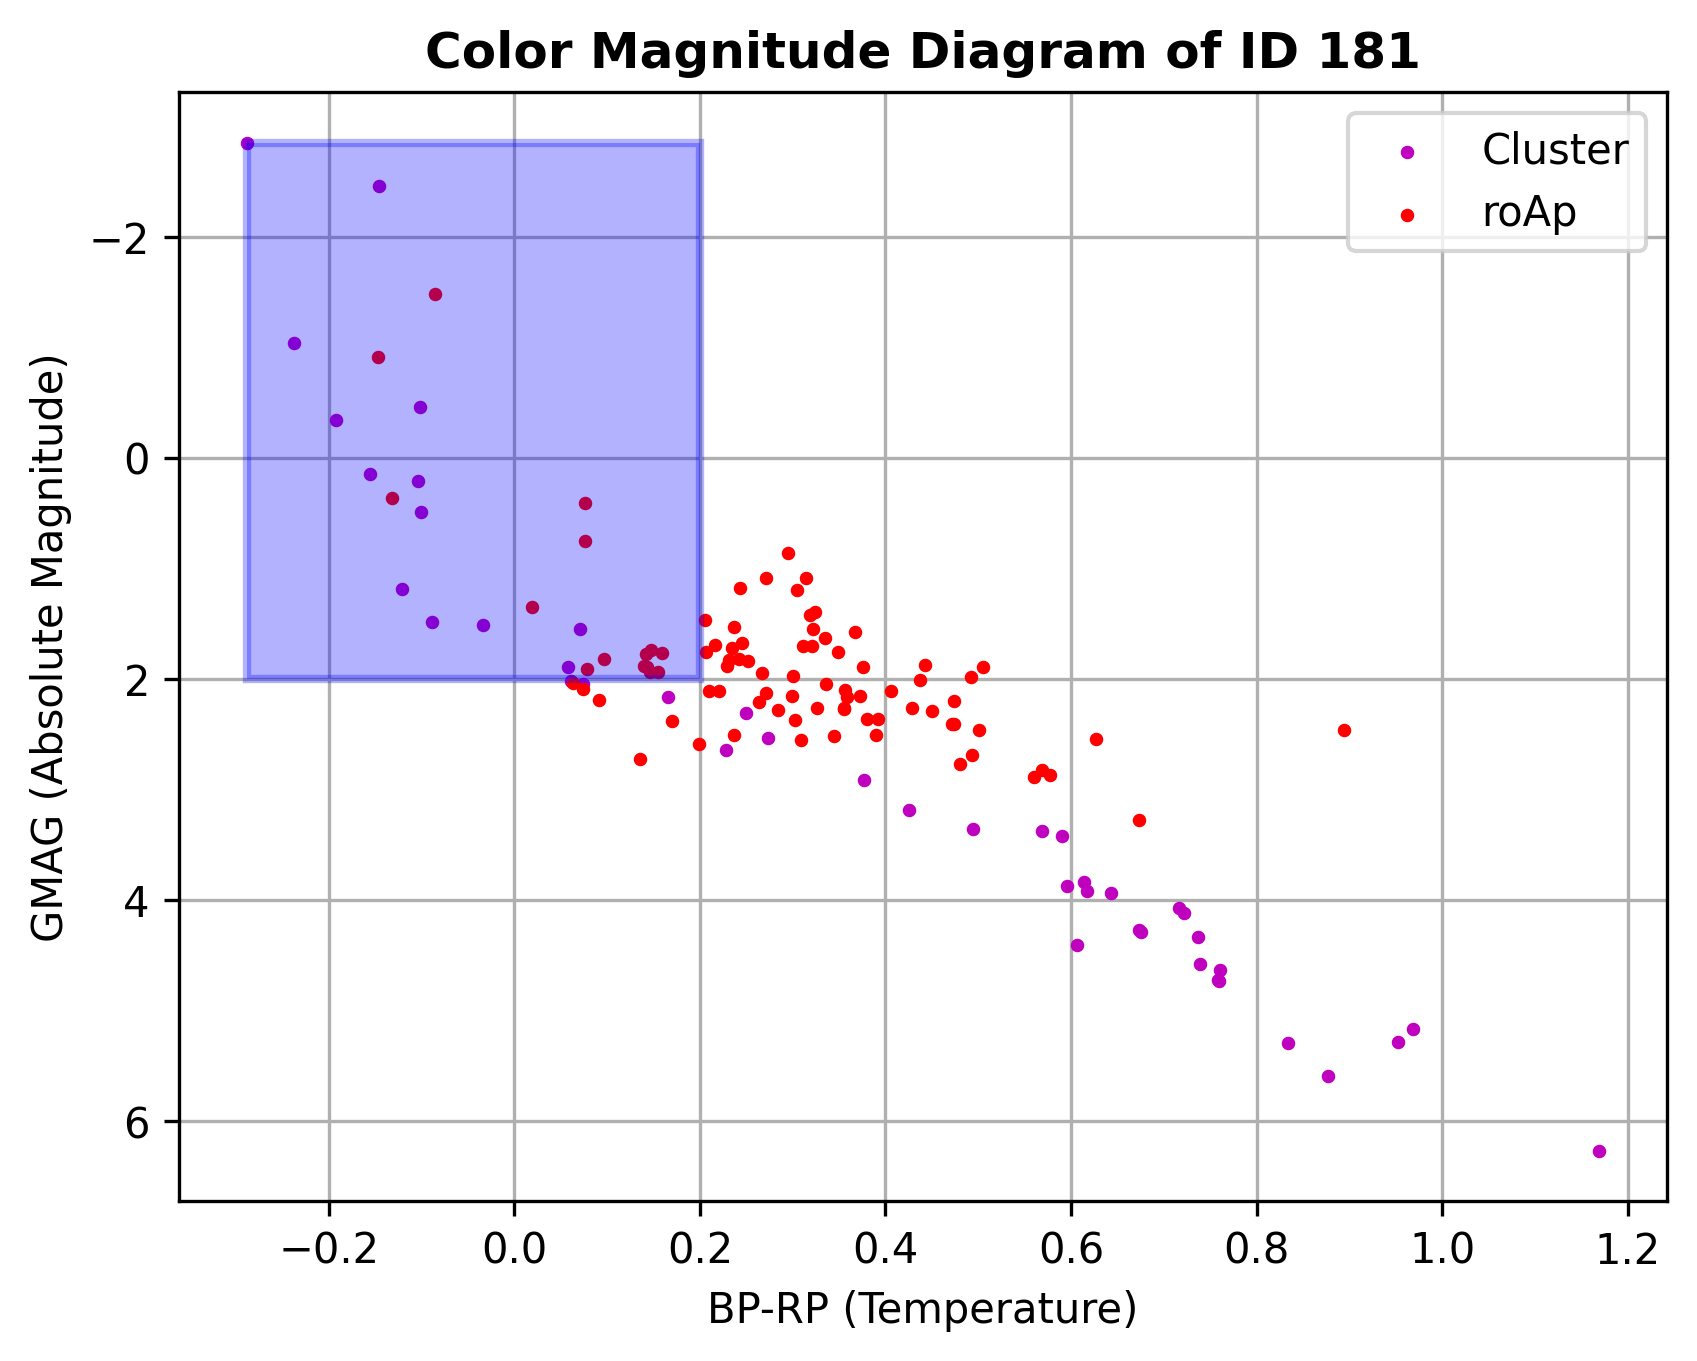 Color Magnitude Diagram of ID 181
Cluster
roAp
GMAG (Absolute Magnitude)
−2
0
2
4
6
−0.2 0.0 0.2 0.4 0.6 0.8 1.0 1.2
BP-RP (Temperature)